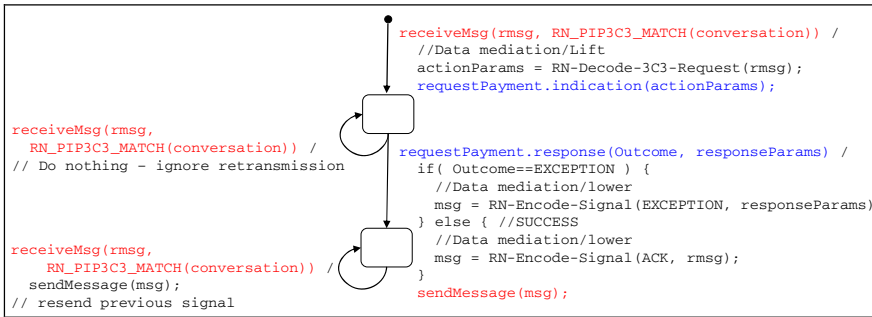 receiveMsg(rmsg, RN_PIP3C3_MATCH(conversation)) /
//Data mediation/Lift
actionParams = RN-Decode-3C3-Request(rmsg);
requestPayment.indication(actionParams);
receiveMsg(rmsg,
RN_PIP3C3_MATCH(conversation)) /
// Do nothing – ignore retransmission
requestPayment.response(Outcome, responseParams) /
if( Outcome==EXCEPTION ) {
//Data mediation/lower
msg = RN-Encode-Signal(EXCEPTION, responseParams)
} else { //SUCCESS
//Data mediation/lower
msg = RN-Encode-Signal(ACK, rmsg);
}
sendMessage(msg);
receiveMsg(rmsg,
RN_PIP3C3_MATCH(conversation)) /
sendMessage(msg);
// resend previous signal